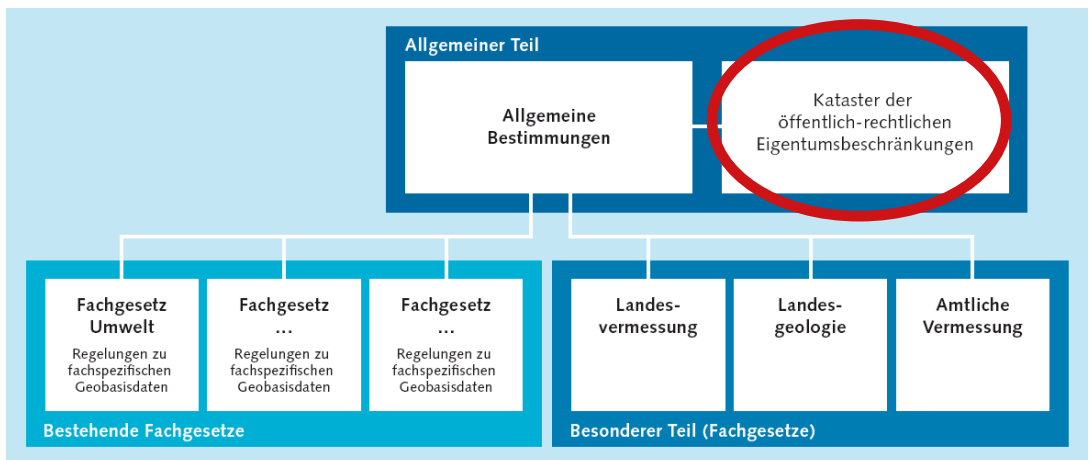 Allgemeiner Teil
Allgemeine
Bestimmungen
Kataster der
öffentlich-rechtlichen
Eigentumsbeschränkungen
Fachgesetz
Umwelt
Regelungen zu
fachspezifischen
Geobasisdaten
Fachgesetz
...
Regelungen zu
fachspezifischen
Geobasisdaten
Fachgesetz
...
Regelungen zu
fachspezifischen
Geobasisdaten
Bestehende Fachgesetze
Landes-
vermessung
Landes-
geologie
Amtliche
Vermessung
Besonderer Teil (Fachgesetze)